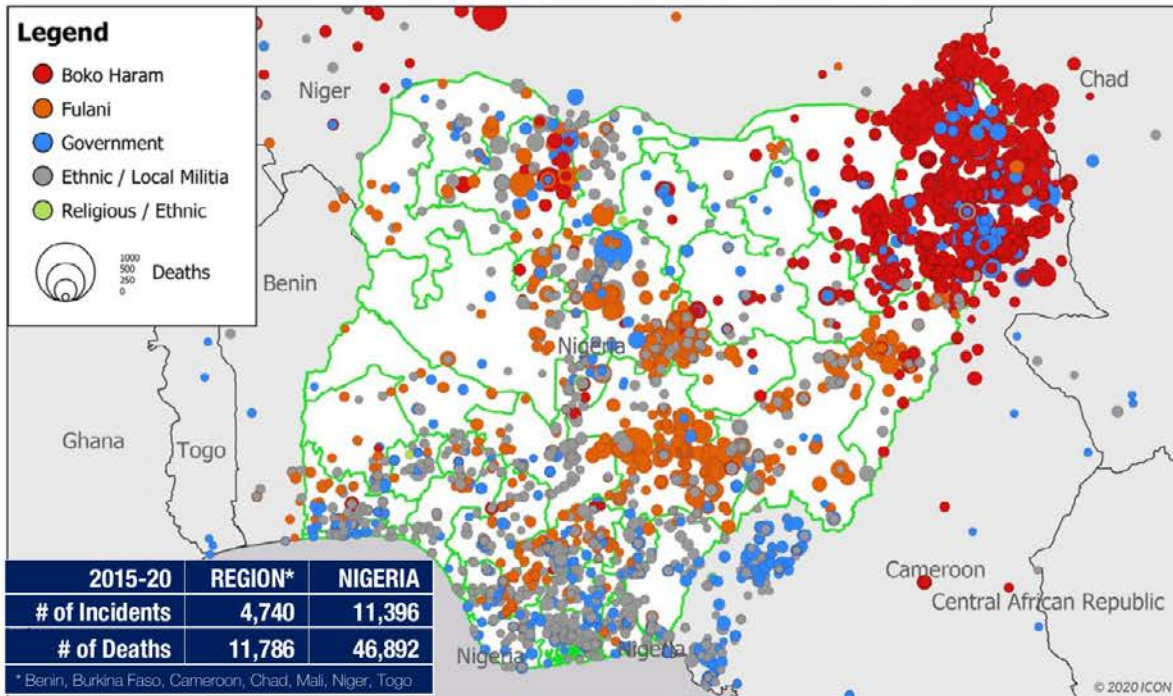 Legend
Boko Haram
Fulani
Government
Ethnic / Local Militia
Religious / Ethnic
1000
500
250
0
Deaths
Niger
Chad
Benin
Nigeria
Ghana
Togo
Cameroon
Central African Republic
Nigeria
Nigeria
2015-20 REGION* NIGERIA
# of Incidents 4,740 11,396
# of Deaths 11,786 46,892
* Benin, Burkina Faso, Cameroon, Chad, Mali, Niger, Togo
© 2020 ICON